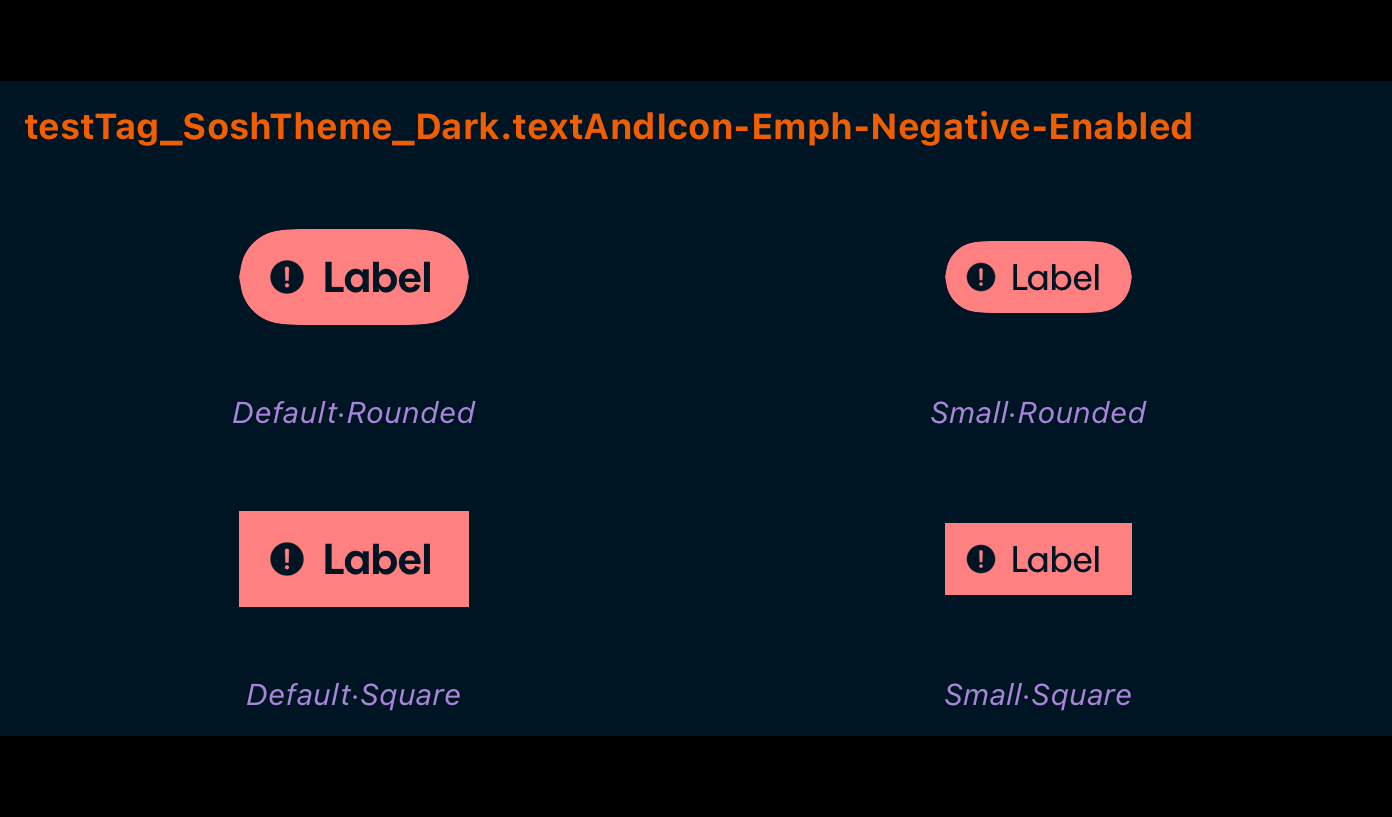 testTag_SoshTheme_Dark.textAndIcon-Emph-Negative-Enabled
Label
Label
Default·Rounded
Small·Rounded
Label
Label
Default·Square
Small·Square